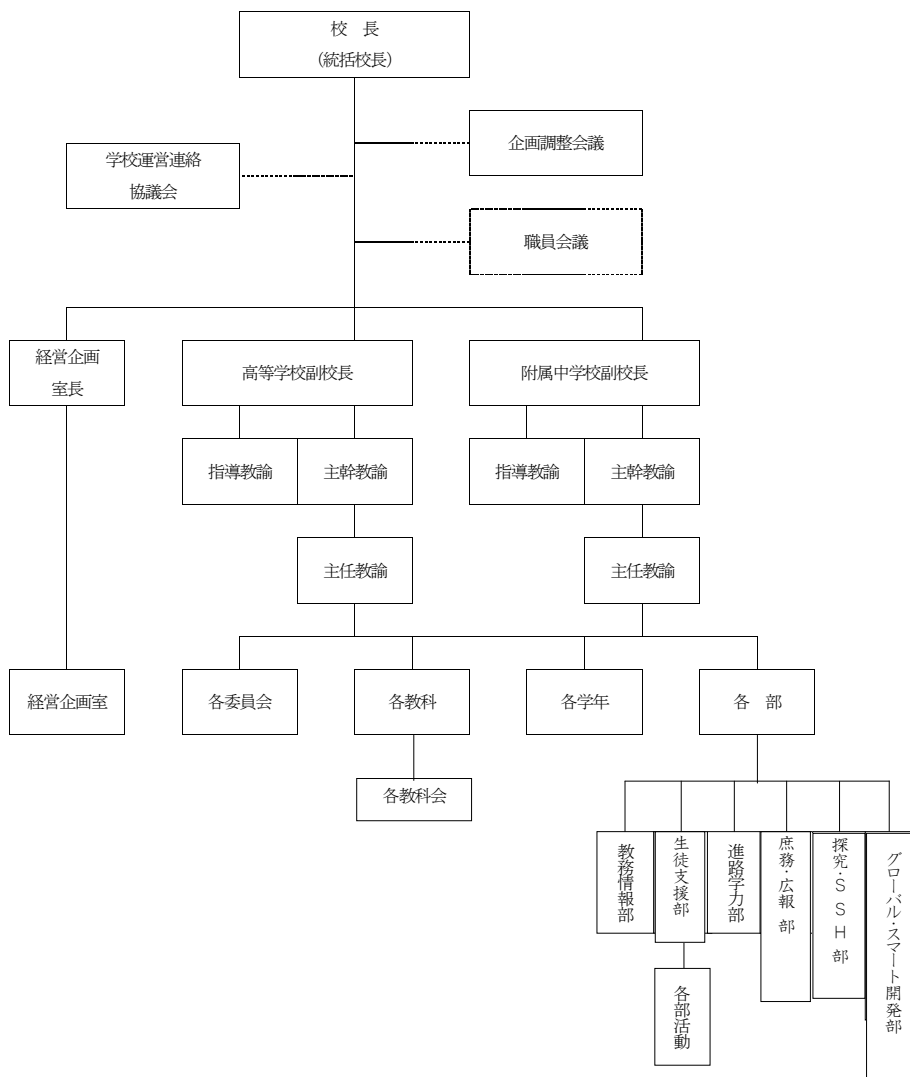 校　長
(統括校長)
企画調整会議
学校運営連絡
協議会
職員会議
経営企画
室長
高等学校副校長
附属中学校副校長
指導教諭
主幹教諭
指導教諭
主幹教諭
主任教諭
主任教諭
経営企画室
各委員会
各教科
各学年
各　部
各教科会
教務情報部
生徒支援部
進路学力部
庶務・広報 部
探究・ＳＳＨ 部
グローバル・スマート開発部
各部活動